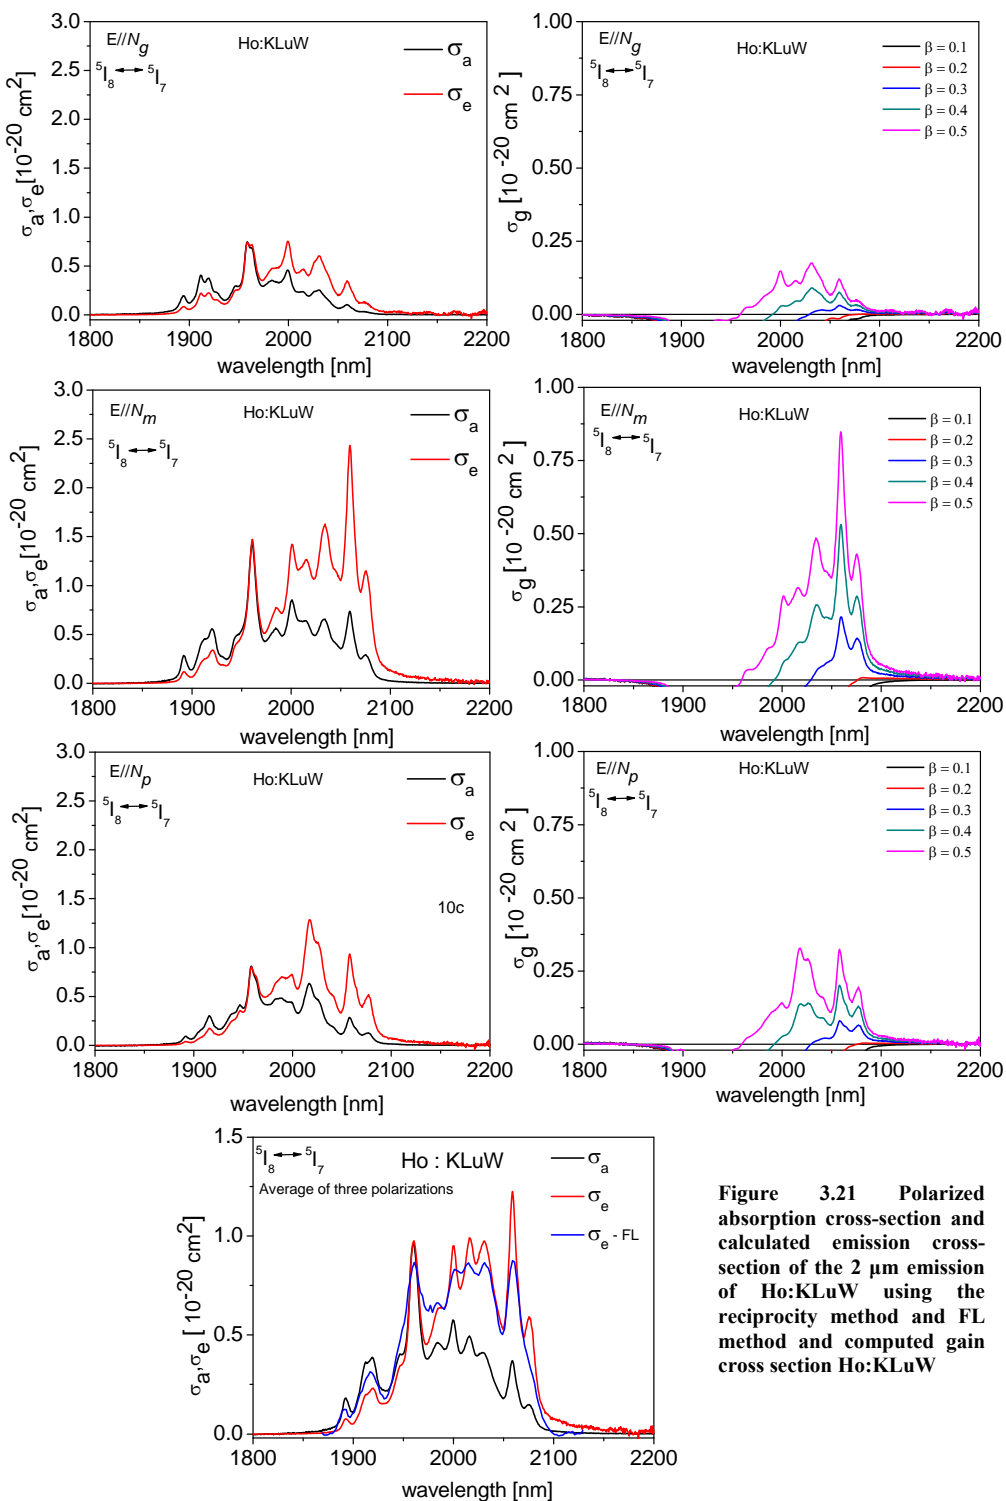 E//Ng
Ho:KLuW
⁵I₈ ⟷ ⁵I₇
σa
σe
3.0
2.5
2.0
1.5
1.0
0.5
0.0
σa,σe[10⁻²⁰ cm²]
1800 1900 2000 2100 2200
wavelength [nm]
E//Ng
Ho:KLuW
⁵I₈ ⟷ ⁵I₇
β = 0.1
β = 0.2
β = 0.3
β = 0.4
β = 0.5
1.00
0.75
0.50
0.25
0.00
σg [10⁻²⁰ cm²]
1800 1900 2000 2100 2200
wavelength [nm]
E//Nm
Ho:KLuW
⁵I₈ ⟷ ⁵I₇
σa
σe
3.0
2.5
2.0
1.5
1.0
0.5
0.0
σa,σe[10⁻²⁰ cm²]
1800 1900 2000 2100 2200
wavelength [nm]
E//Nm
Ho:KLuW
⁵I₈ ⟷ ⁵I₇
β = 0.1
β = 0.2
β = 0.3
β = 0.4
β = 0.5
1.00
0.75
0.50
0.25
0.00
σg [10⁻²⁰ cm²]
1800 1900 2000 2100 2200
wavelength [nm]
E//Np
Ho:KLuW
⁵I₈ ⟷ ⁵I₇
σa
σe
10c
3.0
2.5
2.0
1.5
1.0
0.5
0.0
σa,σe[10⁻²⁰ cm²]
1800 1900 2000 2100 2200
wavelength [nm]
E//Np
Ho:KLuW
⁵I₈ ⟷ ⁵I₇
β = 0.1
β = 0.2
β = 0.3
β = 0.4
β = 0.5
1.00
0.75
0.50
0.25
0.00
σg [10⁻²⁰ cm²]
1800 1900 2000 2100 2200
wavelength [nm]
⁵I₈ ⟷ ⁵I₇
Ho : KLuW
Average of three polarizations
σa
σe
σe - FL
1.5
1.0
0.5
0.0
σa,σe [10⁻²⁰ cm²]
1800 1900 2000 2100 2200
wavelength [nm]
Figure 3.21 Polarized
absorption cross-section and
calculated emission cross-
section of the 2 µm emission
of Ho:KLuW using the
reciprocity method and FL
method and computed gain
cross section Ho:KLuW